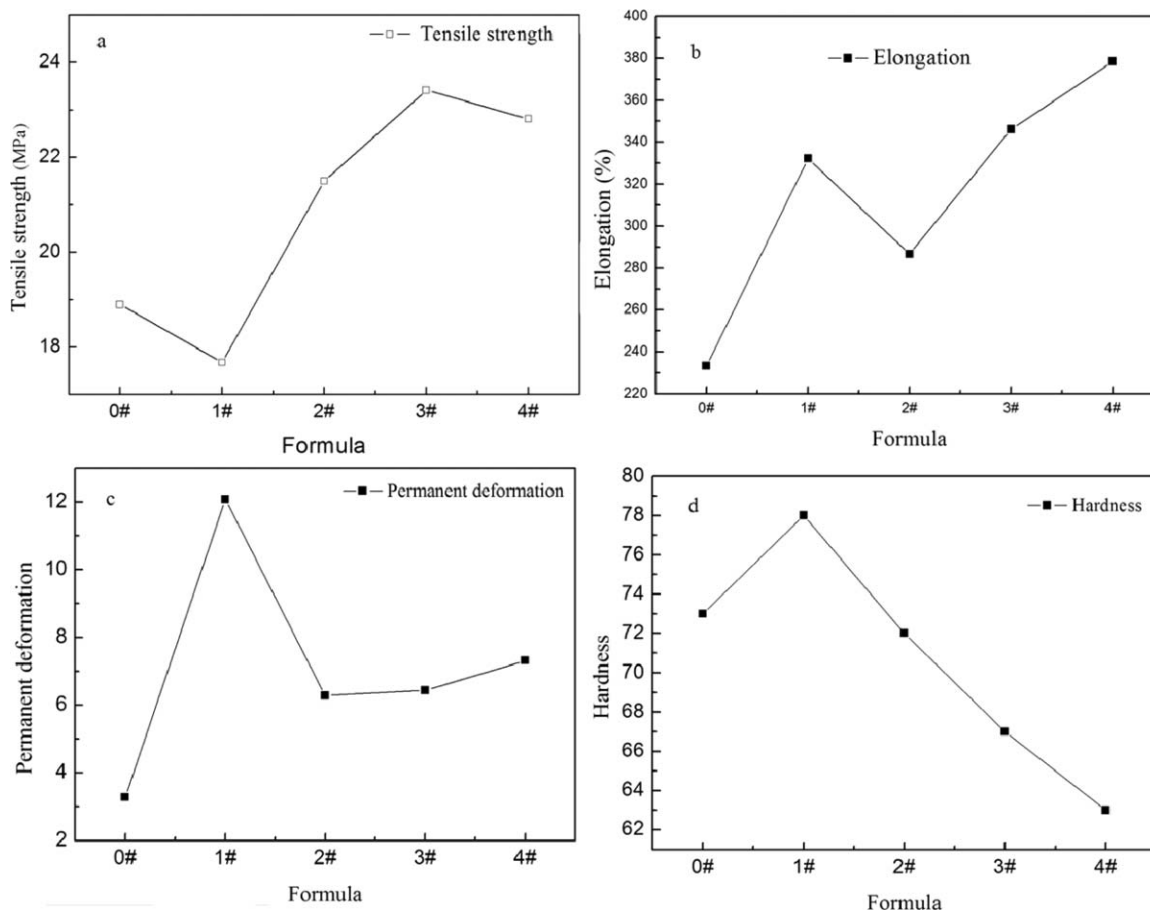 a
Tensile strength
24
22
20
18
Tensile strength (MPa)
0# 1# 2# 3# 4#
Formula
b
Elongation
400
380
360
340
330
300
280
260
240
220
Elongation (%)
0# 1# 2# 3# 4#
Formula
c
Permanent deformation
12
10
8
6
4
2
Permanent deformation
0# 1# 2# 3# 4#
Formula
d
Hardness
80
78
76
74
72
70
67
66
63
62
Hardness
0# 1# 2# 3# 4#
Formula